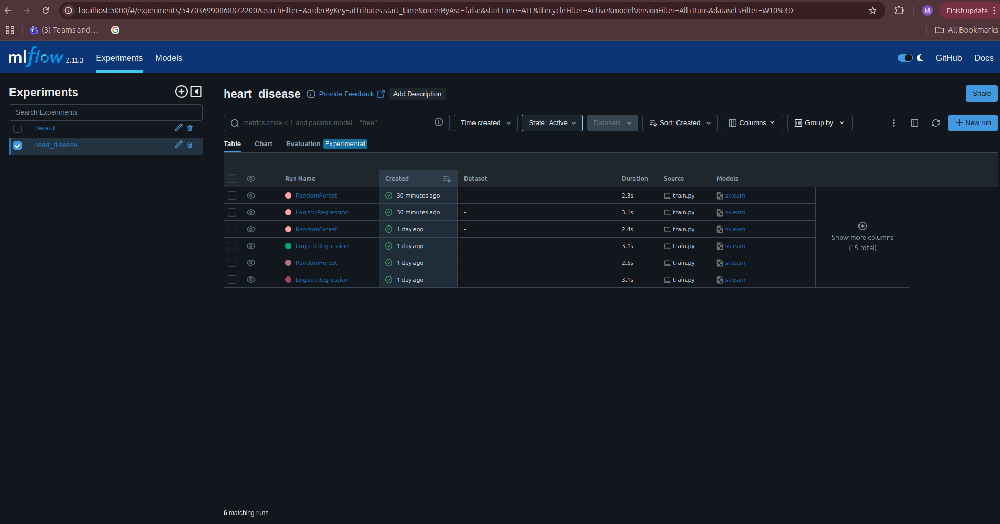 localhost:5000/#/experiments/547036990868872200?searchFilter=&orderByKey=attributes.start_time&orderByAsc=false&startTime=ALL&lifecycleFilter=Active&modelVersionFilter=All+Runs&datasetsFilter=W10%3D
M
Finish update
(3) Teams and...
All Bookmarks
mlflow 2.11.3
Experiments
Models
GitHub
Docs
Experiments
Search Experiments
Default
heart_disease
heart_disease
Provide Feedback
Add Description
Share
metrics.rmse < 1 and params.model = "tree"
Time created
State: Active
Datasets
Sort: Created
Columns
Group by
New run
Table
Chart
Evaluation Experimental
Run Name Created Dataset Duration Source Models
RandomForest 30 minutes ago - 2.3s train.py sklearn
LogisticRegression 30 minutes ago - 3.1s train.py sklearn
RandomForest 1 day ago - 2.4s train.py sklearn
LogisticRegression 1 day ago - 3.1s train.py sklearn
RandomForest 1 day ago - 2.5s train.py sklearn
LogisticRegression 1 day ago - 3.1s train.py sklearn
Show more columns
(15 total)
6 matching runs